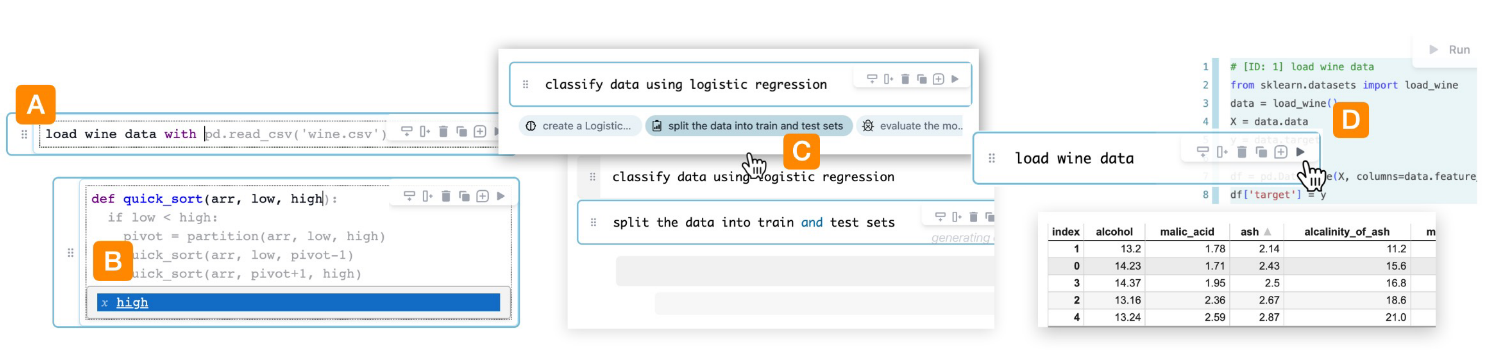 A
load wine data with pd.read_csv('wine.csv')
def quick_sort(arr, low, high):
if low < high:
pivot = partition(arr, low, high)
quick_sort(arr, low, pivot-1)
B
quick_sort(arr, pivot+1, high)
x high
classify data using logistic regression
create a Logistic... split the data into train and test sets evaluate the mo..
C
classify data using logistic regression
split the data into train and test sets
generating
Run
1 # [ID: 1] load wine data
2 from sklearn.datasets import load_wine
3 data = load_wine()
4 X = data.data
D
y = data.target
load wine data
7 df = pd.DataFrame(X, columns=data.feature
8 df['target'] = y
index alcohol malic_acid ash alcalinity_of_ash m
1 13.2 1.78 2.14 11.2
0 14.23 1.71 2.43 15.6
3 14.37 1.95 2.5 16.8
2 13.16 2.36 2.67 18.6
4 13.24 2.59 2.87 21.0